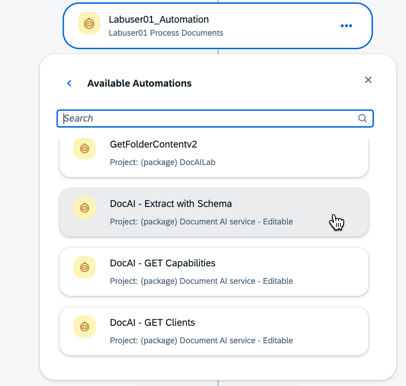 Labuser01_Automation
Labuser01 Process Documents
Available Automations
Search
GetFolderContentv2
Project: (package) DocAILab
DocAI - Extract with Schema
Project: (package) Document AI service - Editable
DocAI - GET Capabilities
Project: (package) Document AI service - Editable
DocAI - GET Clients
Project: (package) Document AI service - Editable